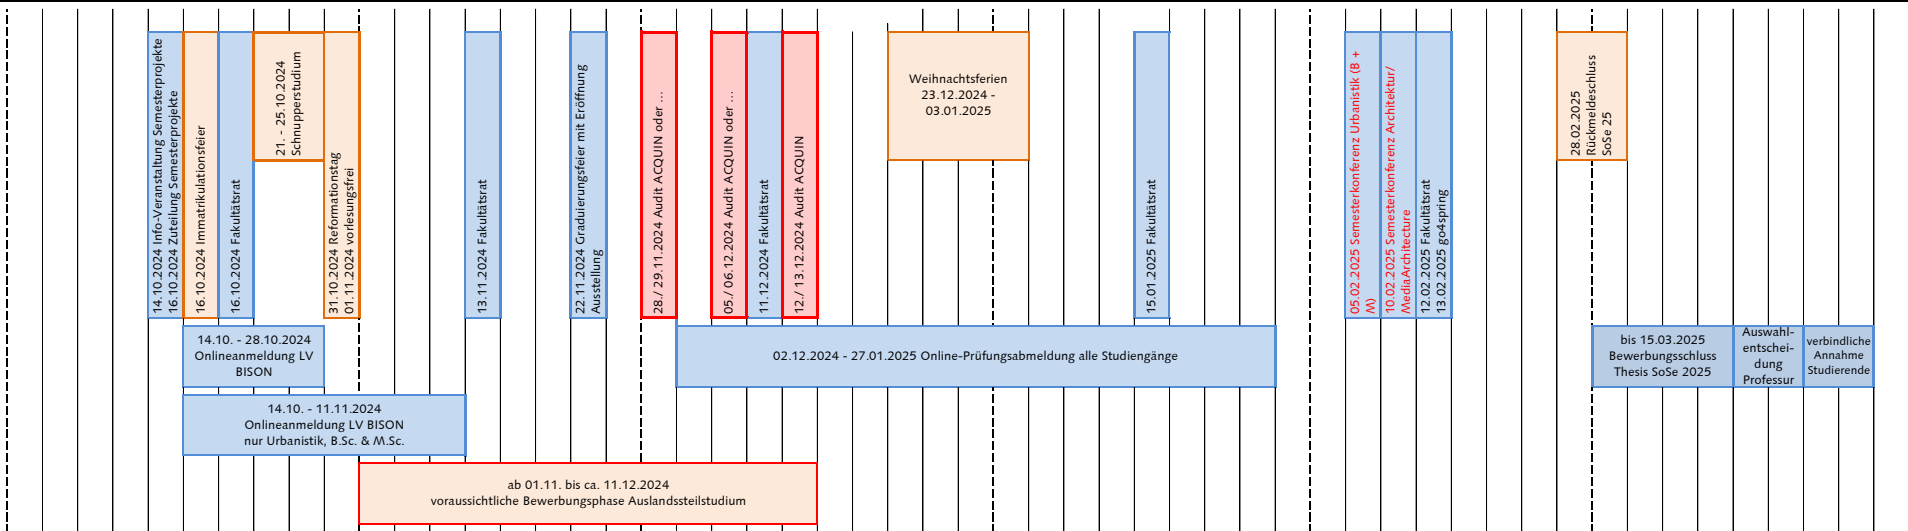 14.10.2024 Info-Veranstaltung Semesterprojekte
16.10.2024 Zuteilung Semesterprojekte
16.10.2024 Immatrikulationsfeier
16.10.2024 Fakultätsrat
21. - 25.10.2024
Schnupperstudium
31.10.2024 Reformationstag
01.11.2024 vorlesungsfrei
13.11.2024 Fakultätsrat
22.11.2024 Graduierungsfeier mit Eröffnung
Ausstellung
28./ 29.11.2024 Audit ACQUIN oder ...
05./ 06.12.2024 Audit ACQUIN oder ...
11.12.2024 Fakultätsrat
12./ 13.12.2024 Audit ACQUIN
Weihnachtsferien
23.12.2024 -
03.01.2025
15.01.2025 Fakultätsrat
05.02.2025 Semesterkonferenz Urbanistik (B +
M)
10.02.2025 Semesterkonferenz Architektur/
MediaArchitecture
12.02.2025 Fakultätsrat
13.02.2025 go4spring
28.02.2025
Rückmeldeschluss
SoSe 25
14.10. - 28.10.2024
Onlineanmeldung LV
BISON
02.12.2024 - 27.01.2025 Online-Prüfungsabmeldung alle Studiengänge
bis 15.03.2025
Bewerbungsschluss
Thesis SoSe 2025
Auswahl-
entschei-
dung
Professur
verbindliche
Annahme
Studierende
14.10. - 11.11.2024
Onlineanmeldung LV BISON
nur Urbanistik, B.Sc. & M.Sc.
ab 01.11. bis ca. 11.12.2024
voraussichtliche Bewerbungsphase Auslandssteilstudium